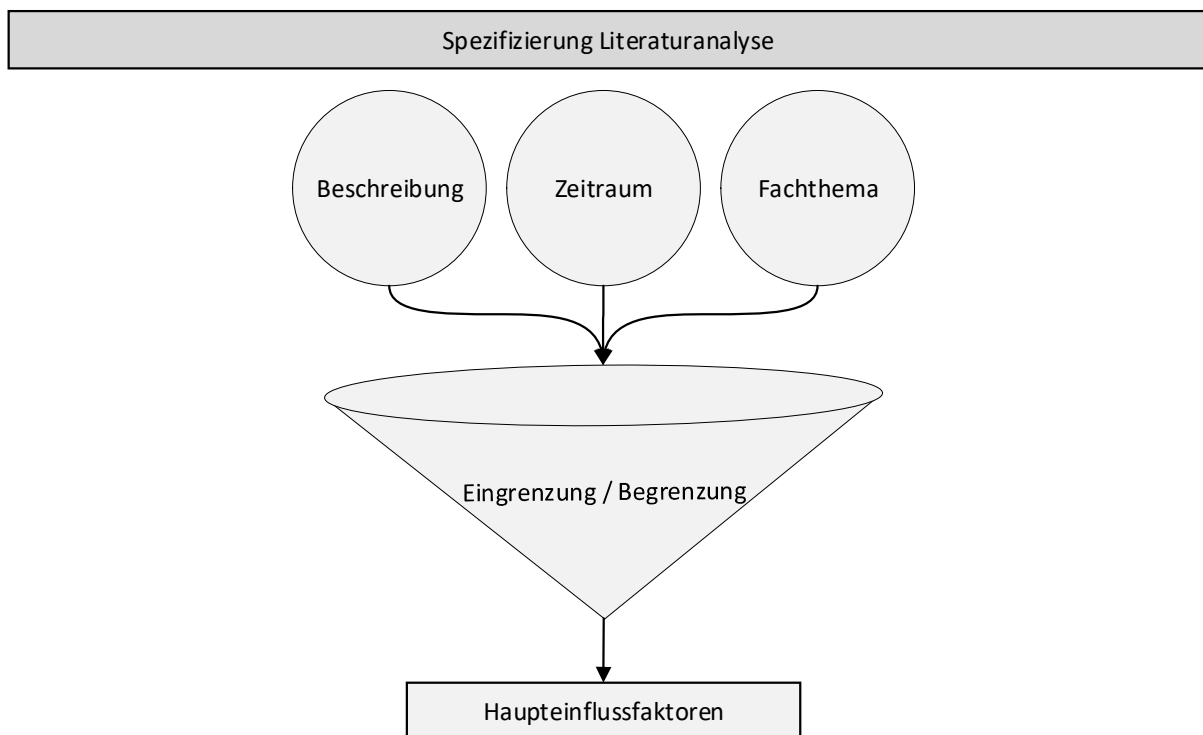 Spezifizierung Literaturanalyse
Beschreibung
Zeitraum
Fachthema
Eingrenzung / Begrenzung
Haupteinflussfaktoren